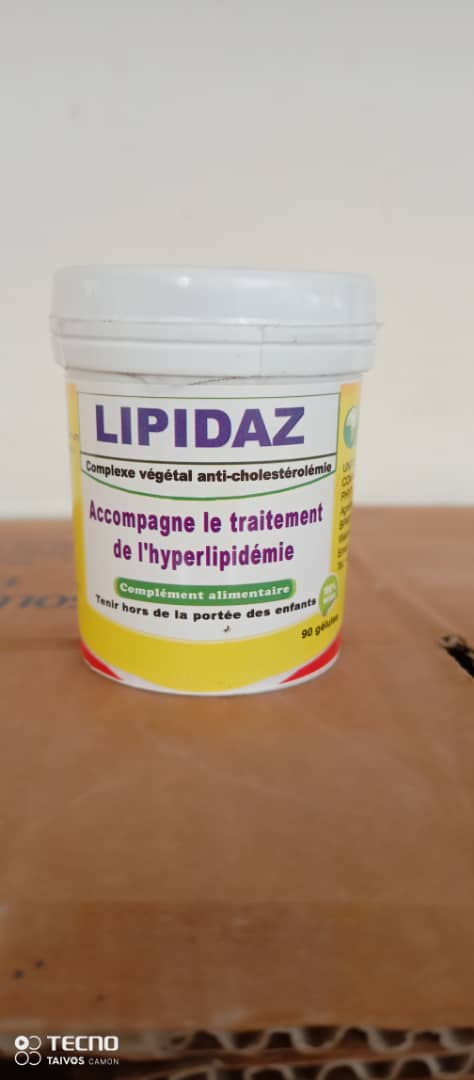 LIPIDAZ
Complexe végétal anti-cholestérolémie
Accompagne le traitement
de l'hyperlipidémie
Complément alimentaire
Tenir hors de la portée des enfants
90 gélules
TECNO
TAIVOS CAMON